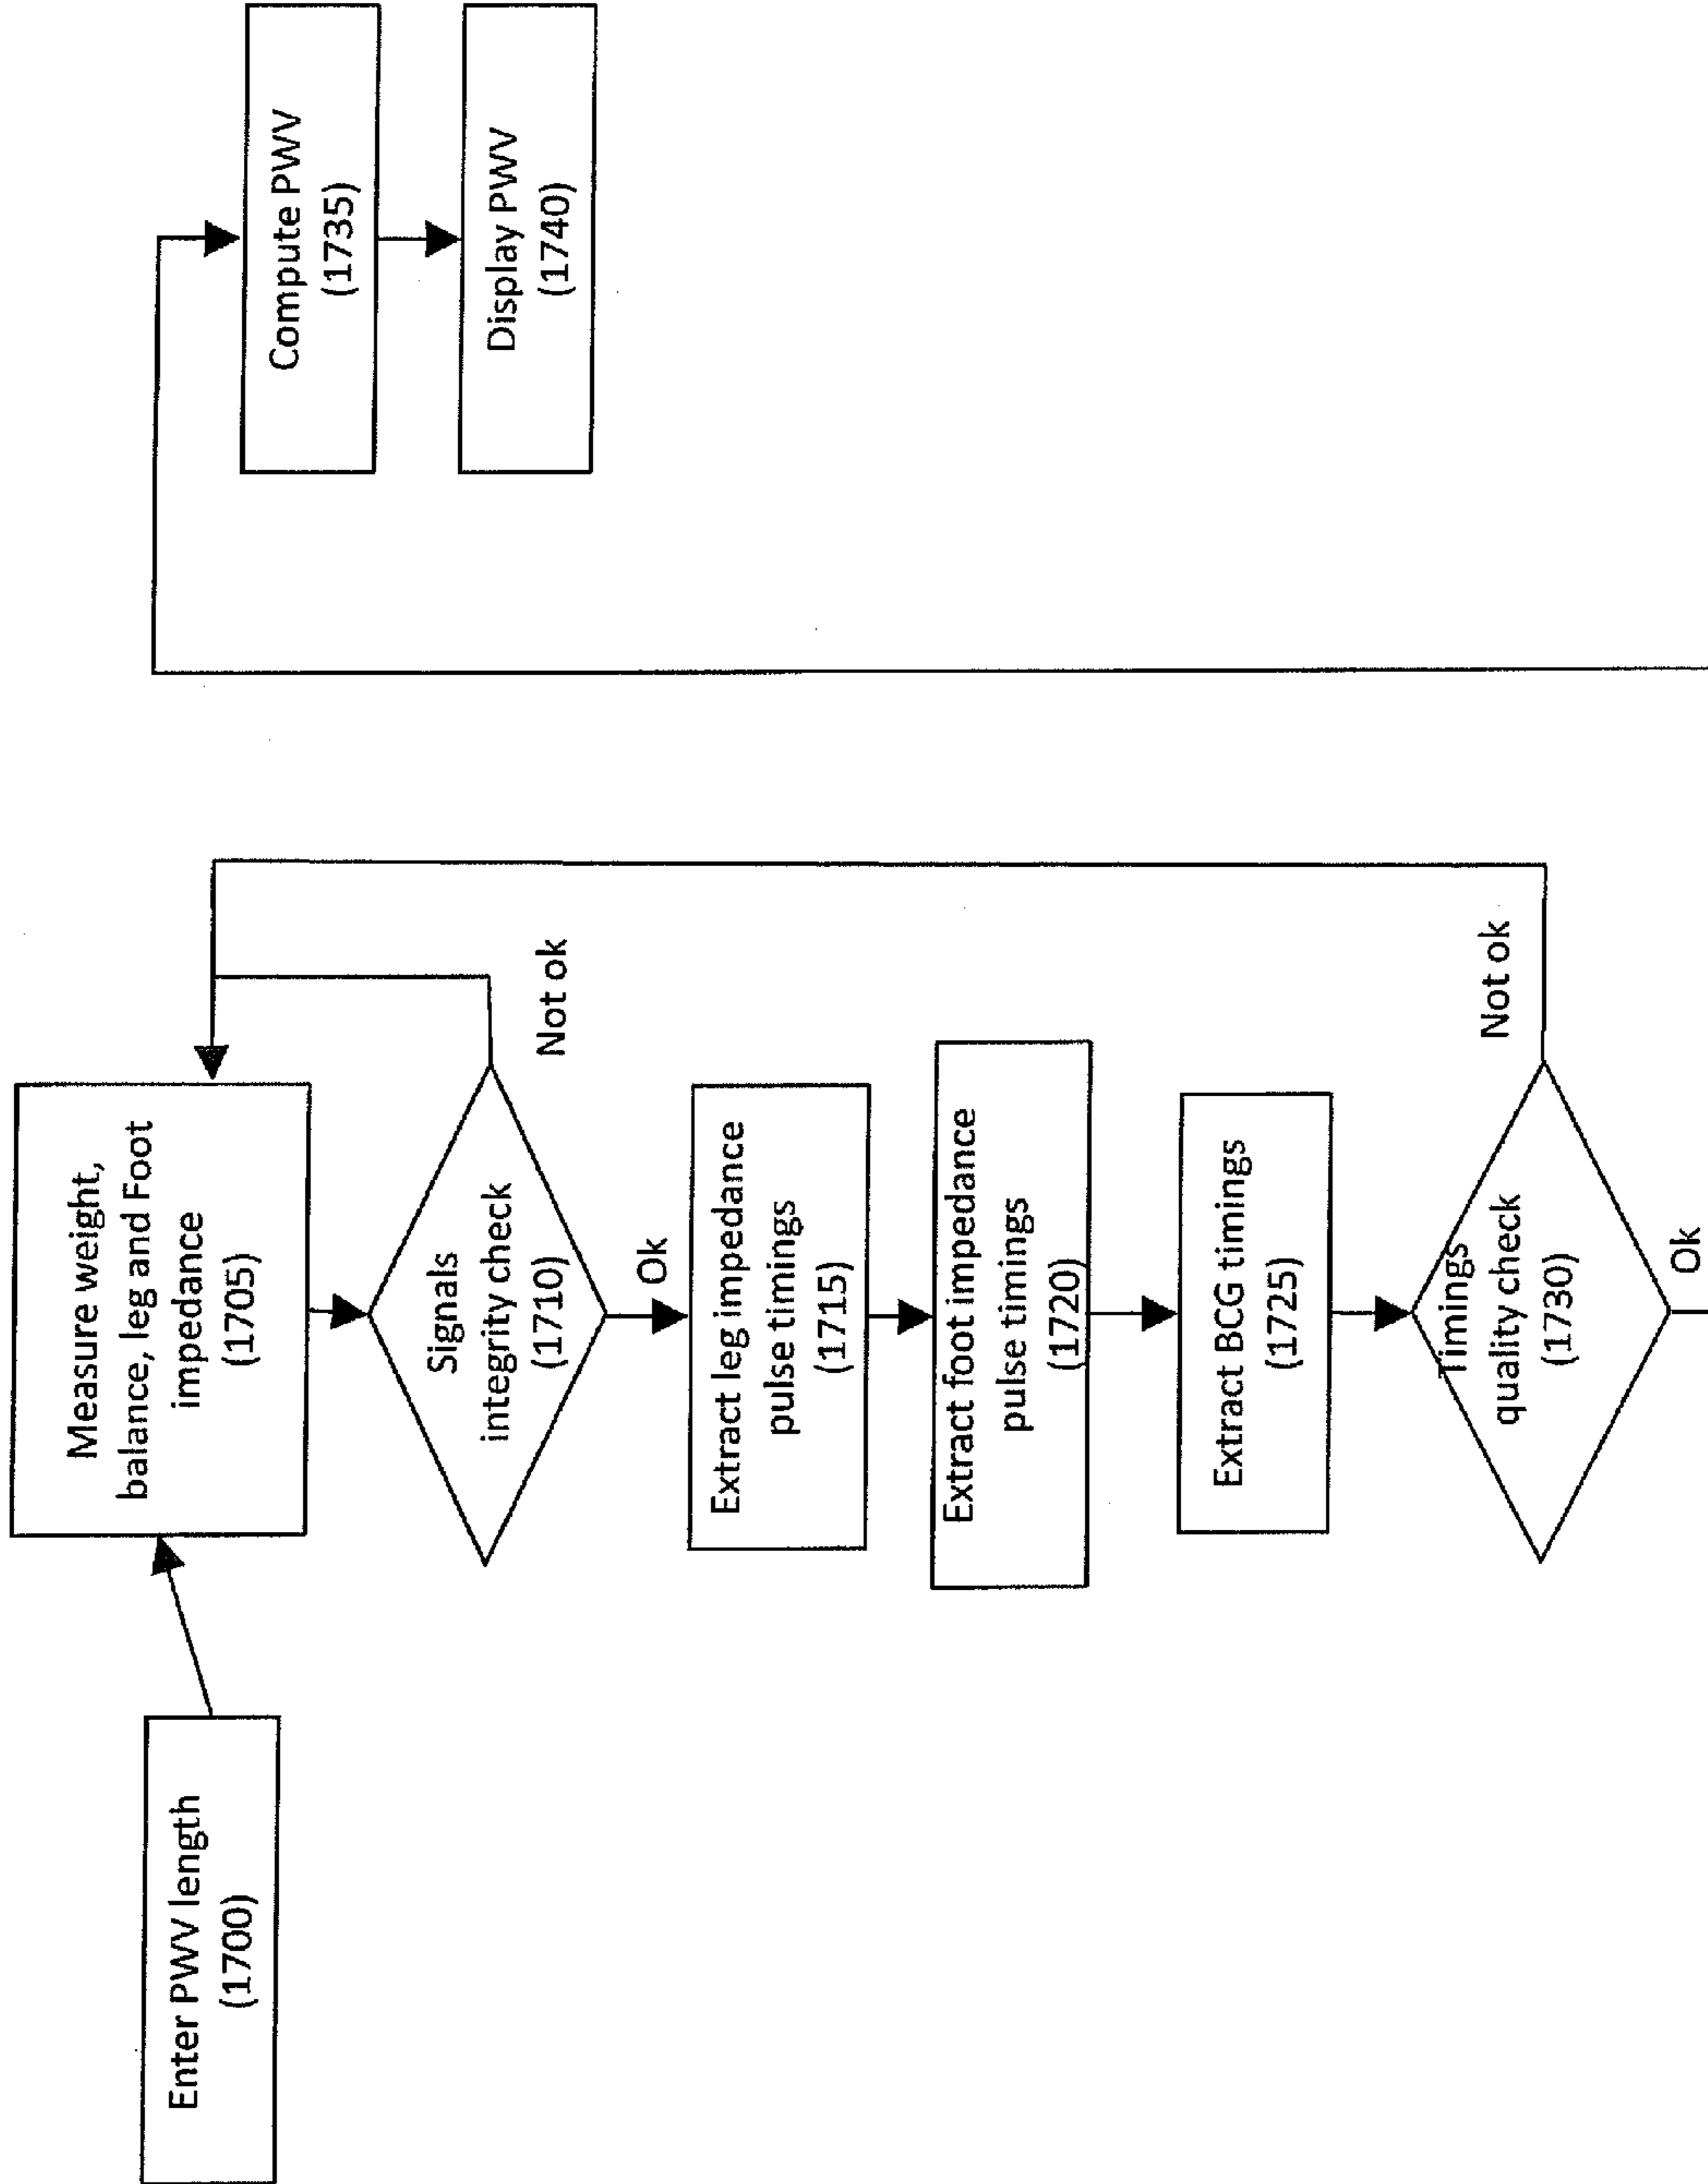 Enter PWV length
(1700)
Measure weight,
balance, leg and Foot
impedance
(1705)
Signals
integrity check
(1710)
Not ok
Ok
Extract leg impedance
pulse timings
(1715)
Extract foot impedance
pulse timings
(1720)
Extract BCG timings
(1725)
Timings
quality check
(1730)
Not ok
Ok
Compute PWV
(1735)
Display PWV
(1740)